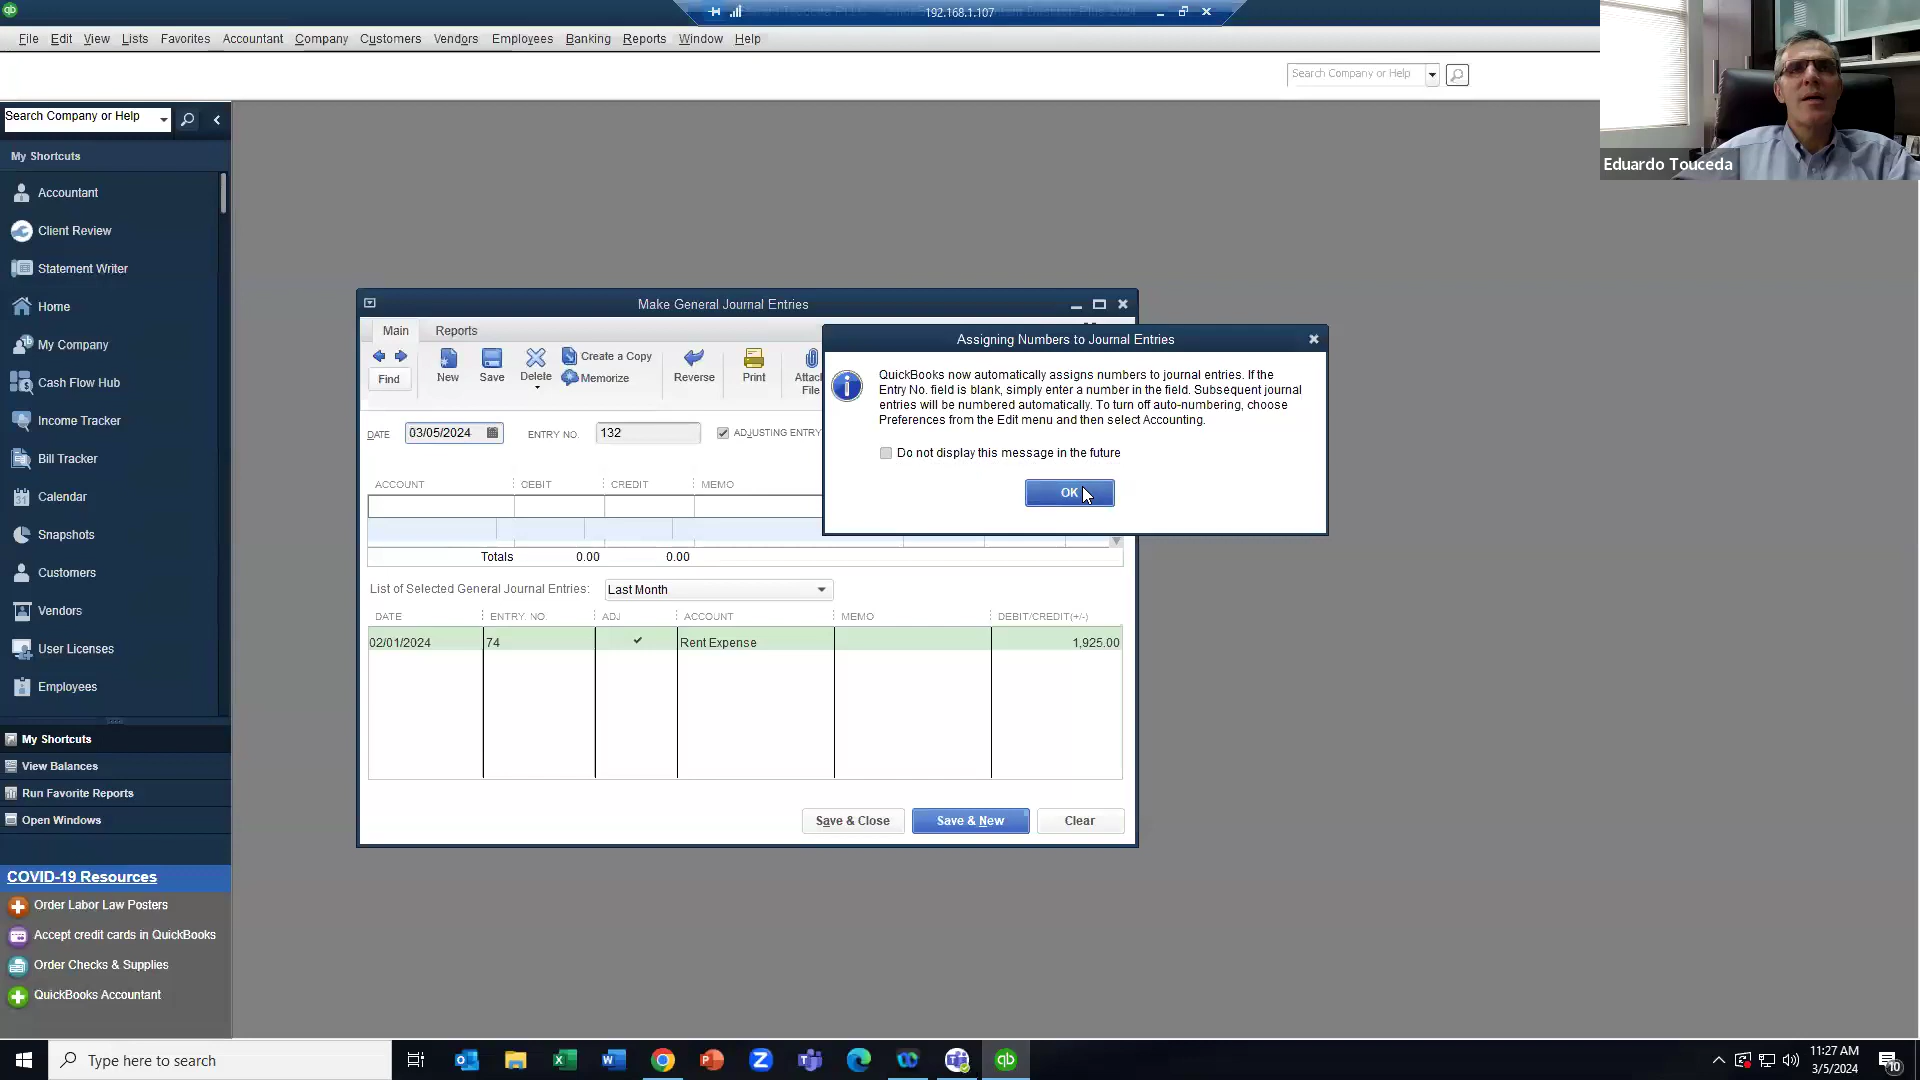 192.168.1.107
File Edit View Lists Favorites Accountant Company Customers Vendors Employees Banking Reports Window Help
Search Company or Help
Eduardo Touceda
Search Company or Help
My Shortcuts
Accountant
Client Review
Statement Writer
Home
My Company
Cash Flow Hub
Income Tracker
Bill Tracker
Calendar
Snapshots
Customers
Vendors
User Licenses
Employees
My Shortcuts
View Balances
Run Favorite Reports
Open Windows
COVID-19 Resources
Order Labor Law Posters
Accept credit cards in QuickBooks
Order Checks & Supplies
QuickBooks Accountant
Make General Journal Entries
Main Reports
Find
New
Save
Delete
Create a Copy
Memorize
Reverse
Print
Attach
File
DATE 03/05/2024 ENTRY NO. 132 ADJUSTING ENTRY
ACCOUNT DEBIT CREDIT MEMO
Totals 0.00 0.00
List of Selected General Journal Entries: Last Month
DATE ENTRY. NO. ADJ ACCOUNT MEMO DEBIT/CREDIT(+/-)
02/01/2024 74 Rent Expense 1,925.00
Save & Close Save & New Clear
Assigning Numbers to Journal Entries
QuickBooks now automatically assigns numbers to journal entries. If the
Entry No. field is blank, simply enter a number in the field. Subsequent journal
entries will be numbered automatically. To turn off auto-numbering, choose
Preferences from the Edit menu and then select Accounting.
Do not display this message in the future
OK
Type here to search
11:27 AM
3/5/2024
10